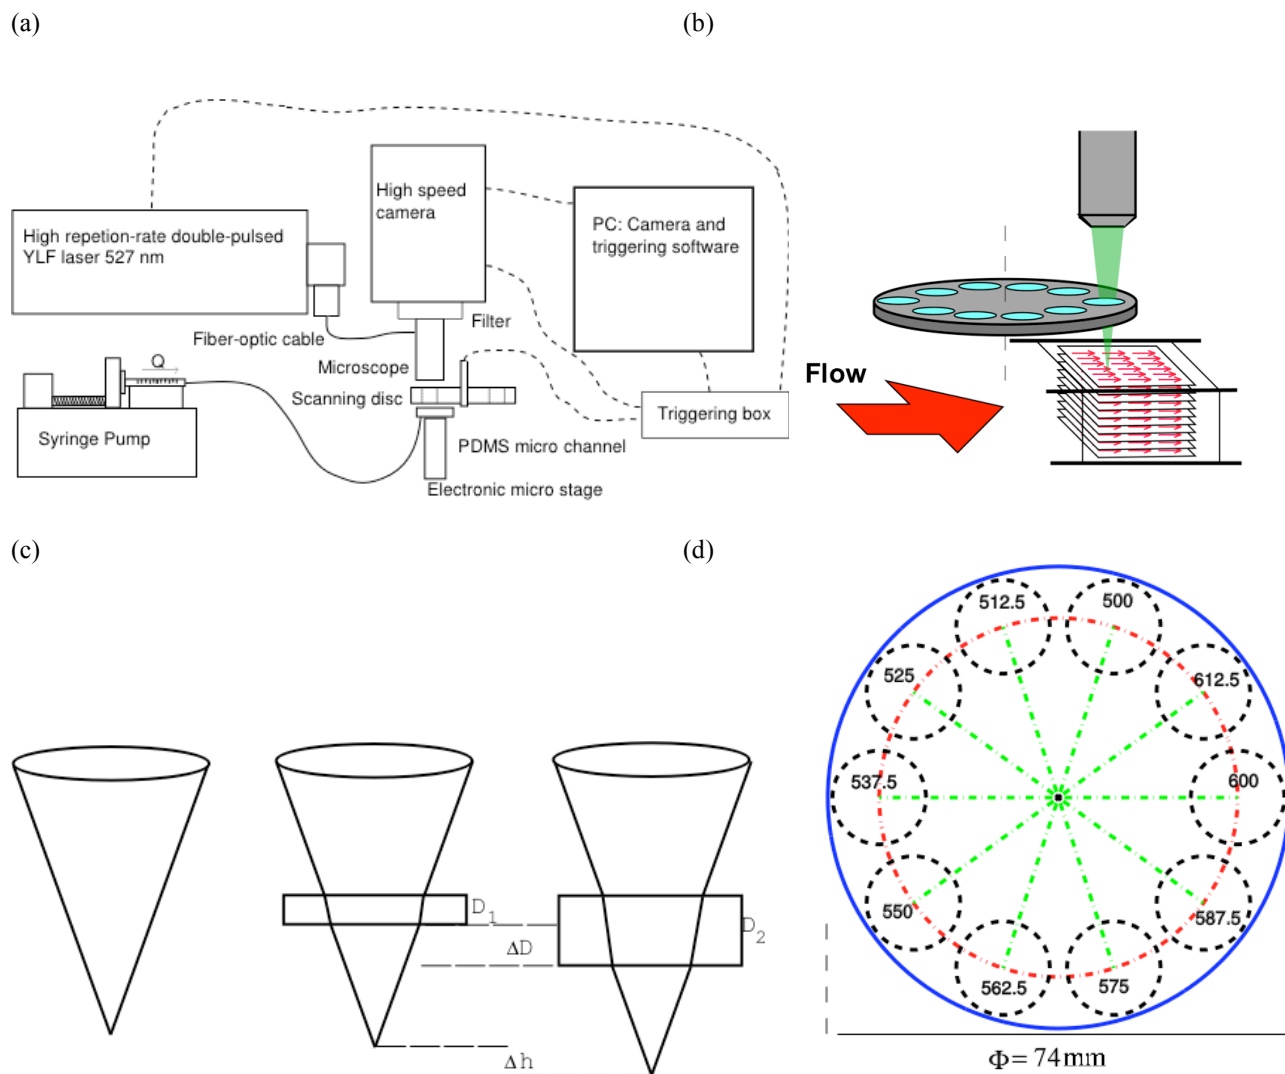 (a)
(b)
High speed
camera
PC: Camera and
triggering software
High repetion-rate double-pulsed
YLF laser 527 nm
Filter
Fiber-optic cable
Microscope
Q
Scanning disc
Flow
Triggering box
Syringe Pump
PDMS micro channel
Electronic micro stage
(c)
(d)
512.5
500
525
612.5
537.5
600
550
587.5
562.5
575
D1
D2
ΔD
Δh
Φ= 74mm